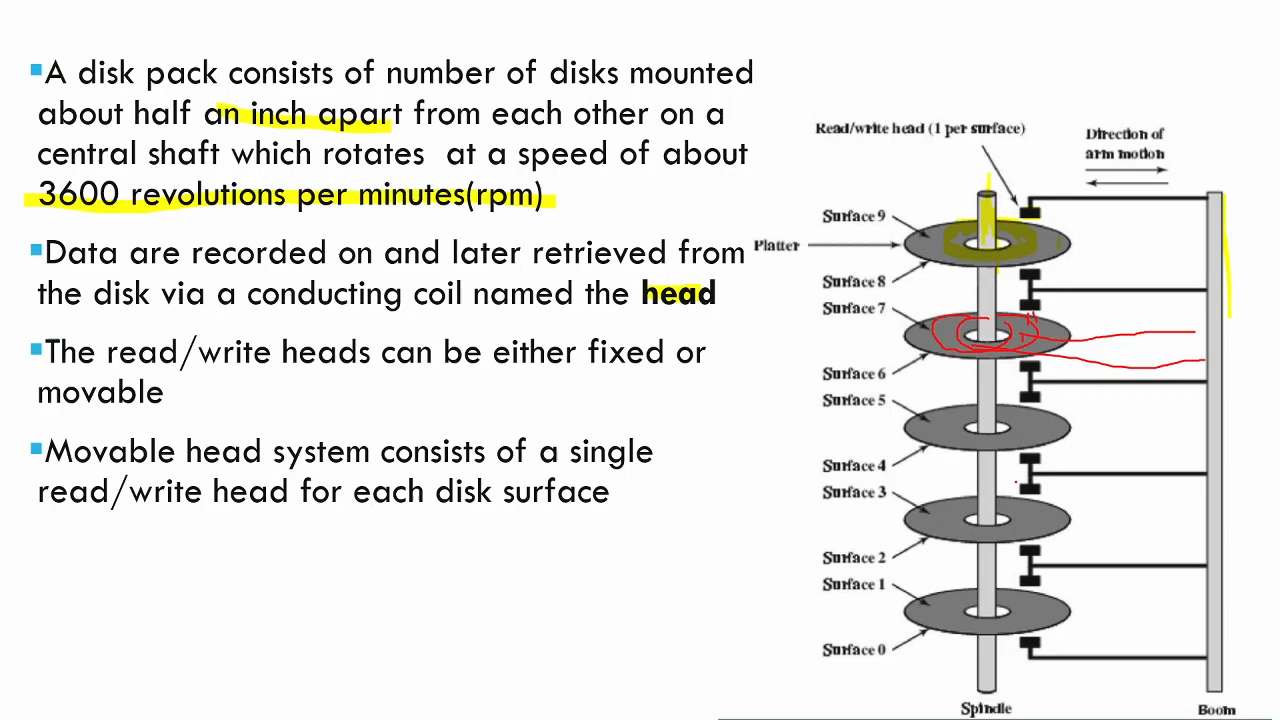 ▪A disk pack consists of number of disks mounted
about half an inch apart from each other on a
central shaft which rotates at a speed of about
3600 revolutions per minutes(rpm)
▪Data are recorded on and later retrieved from
the disk via a conducting coil named the head
▪The read/write heads can be either fixed or
movable
▪Movable head system consists of a single
read/write head for each disk surface
Read/write head (1 per surface)
Direction of
arm motion
Surface 9
Platter
Surface 8
Surface 7
Surface 6
Surface 5
Surface 4
Surface 3
Surface 2
Surface 1
Surface 0
Spindle
Boom